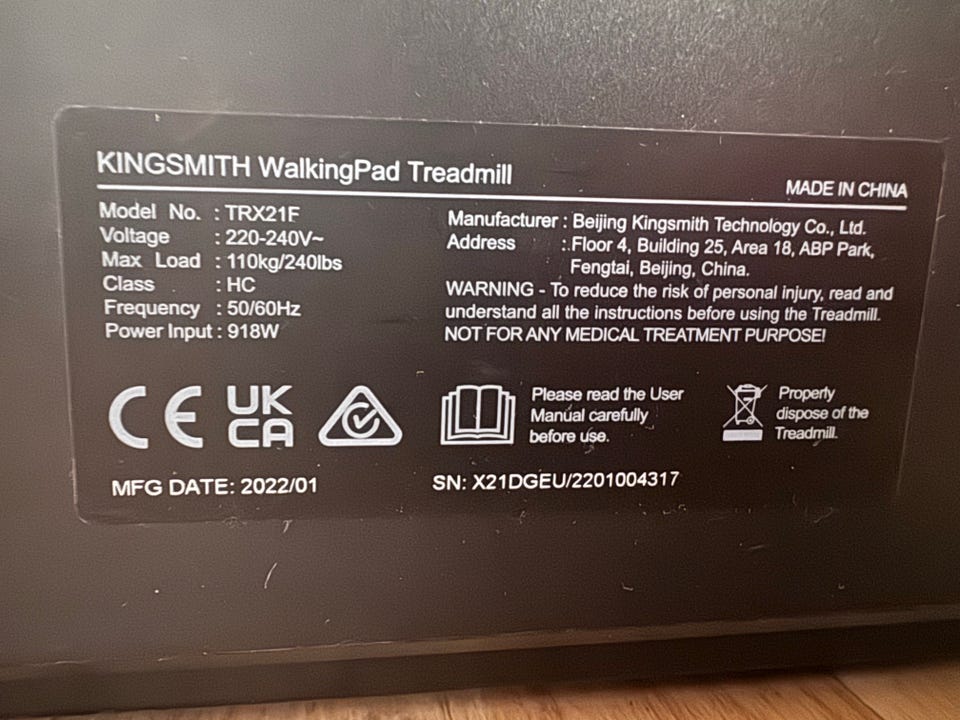 KINGSMITH WalkingPad Treadmill
MADE IN CHINA
Model No. : TRX21F
Voltage : 220-240V~
Max Load : 110kg/240lbs
Class : HC
Frequency : 50/60Hz
Power Input : 918W
Manufacturer : Beijing Kingsmith Technology Co., Ltd.
Address : Floor 4, Building 25, Area 18, ABP Park,
Fengtai, Beijing, China.
WARNING - To reduce the risk of personal injury, read and
understand all the instructions before using the Treadmill.
NOT FOR ANY MEDICAL TREATMENT PURPOSE!
CE
UK
CA
Please read the User
Manual carefully
before use.
Property
dispose of the
Treadmill.
MFG DATE: 2022/01
SN: X21DGEU/2201004317